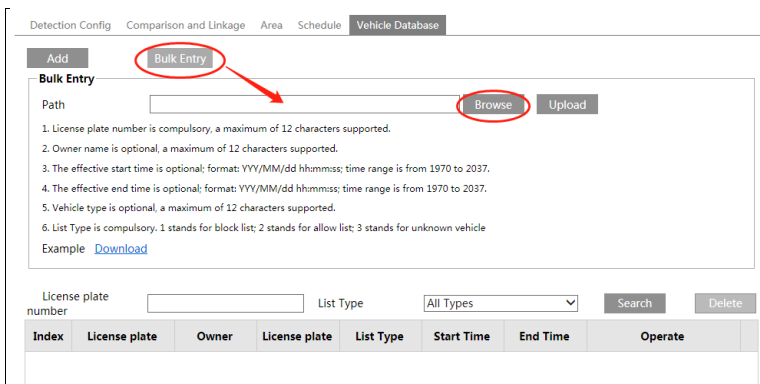 Detection Config Comparison and Linkage Area Schedule Vehicle Database
Add Bulk Entry
Bulk Entry
Path Browse Upload
1. License plate number is compulsory, a maximum of 12 characters supported.
2. Owner name is optional, a maximum of 12 characters supported.
3. The effective start time is optional; format: YYY/MM/dd hh:mm:ss; time range is from 1970 to 2037.
4. The effective end time is optional; format: YYY/MM/dd hh:mm:ss; time range is from 1970 to 2037.
5. Vehicle type is optional, a maximum of 12 characters supported.
6. List Type is compulsory. 1 stands for block list; 2 stands for allow list; 3 stands for unknown vehicle
Example Download
License plate
number List Type All Types Search Delete
Index License plate Owner License plate List Type Start Time End Time Operate